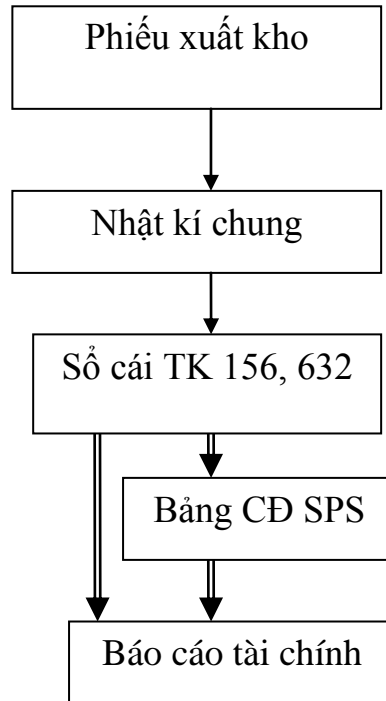 Phiếu xuất kho
Nhật kí chung
Sổ cái TK 156, 632
Bảng CĐ SPS
Báo cáo tài chính